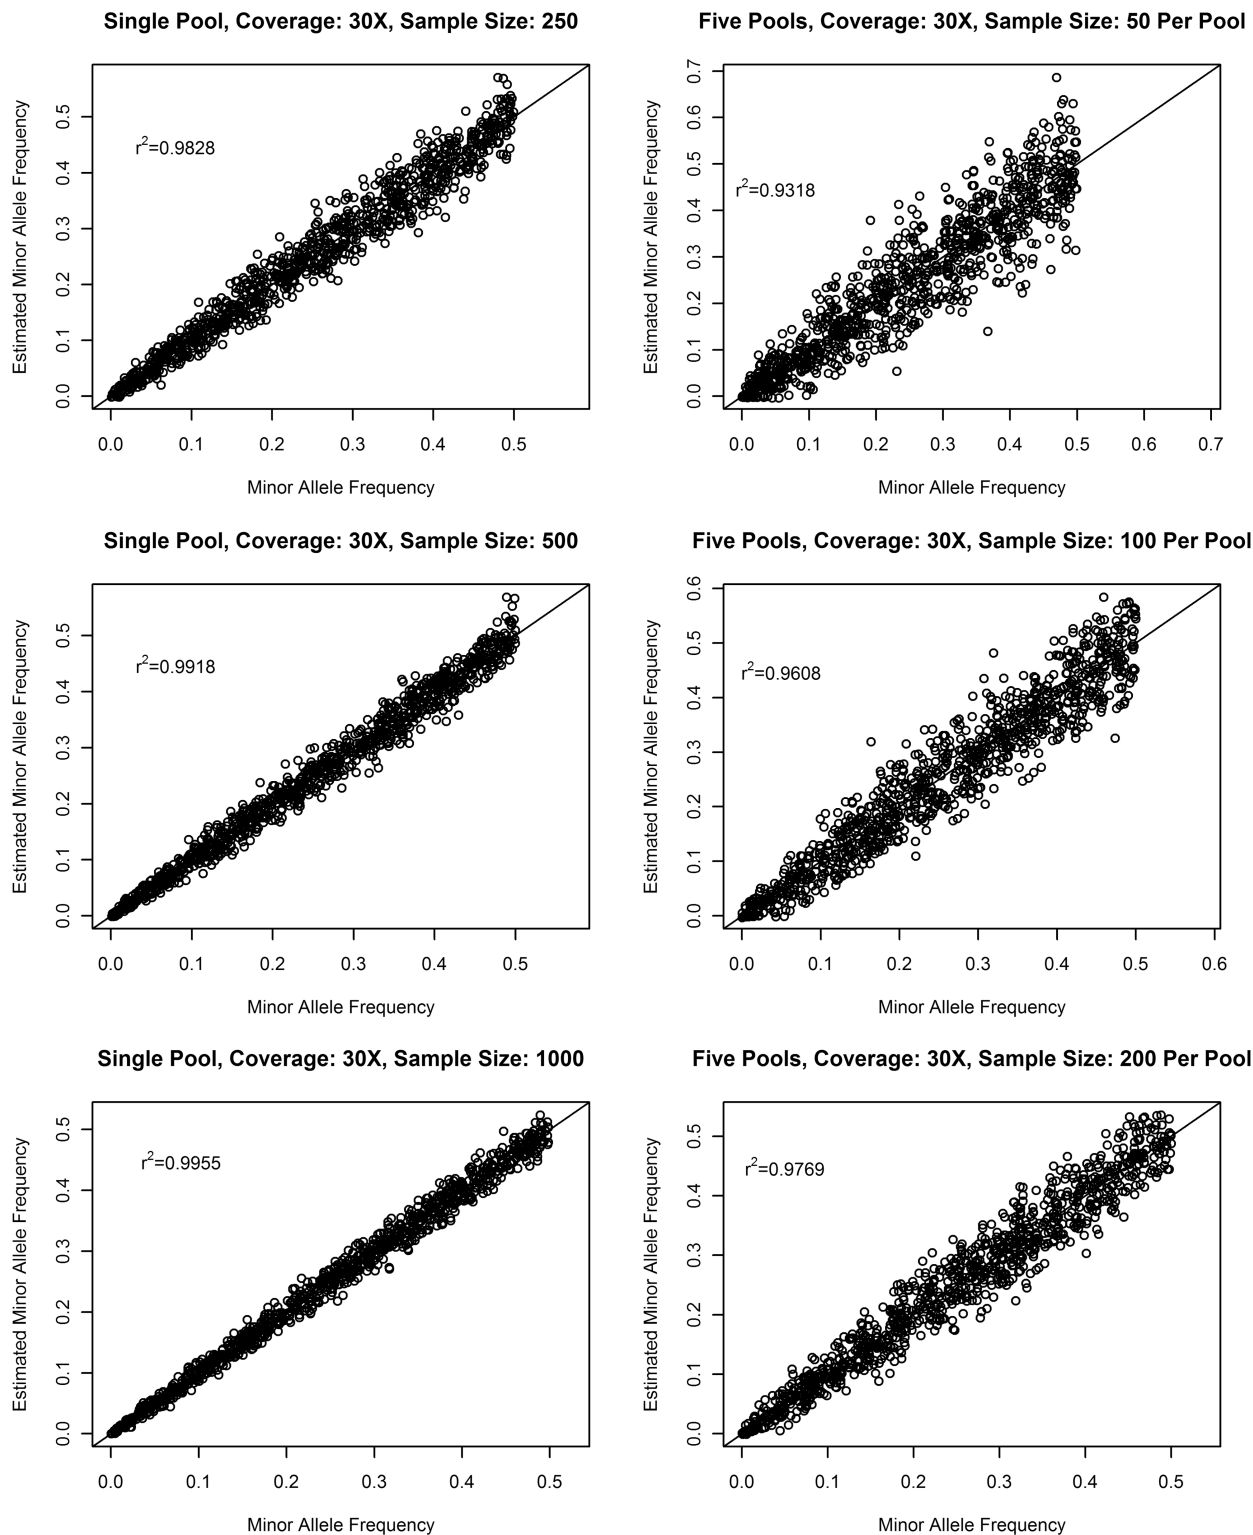 Single Pool, Coverage: 30X, Sample Size: 250
r²=0.9828
Estimated Minor Allele Frequency
0.0 0.1 0.2 0.3 0.4 0.5
0.0 0.1 0.2 0.3 0.4 0.5
Minor Allele Frequency
Five Pools, Coverage: 30X, Sample Size: 50 Per Pool
r²=0.9318
Estimated Minor Allele Frequency
0.0 0.1 0.2 0.3 0.4 0.5 0.6 0.7
0.0 0.1 0.2 0.3 0.4 0.5 0.6 0.7
Minor Allele Frequency
Single Pool, Coverage: 30X, Sample Size: 500
r²=0.9918
Estimated Minor Allele Frequency
0.0 0.1 0.2 0.3 0.4 0.5
0.0 0.1 0.2 0.3 0.4 0.5
Minor Allele Frequency
Five Pools, Coverage: 30X, Sample Size: 100 Per Pool
r²=0.9608
Estimated Minor Allele Frequency
0.0 0.1 0.2 0.3 0.4 0.5 0.6
0.0 0.1 0.2 0.3 0.4 0.5 0.6
Minor Allele Frequency
Single Pool, Coverage: 30X, Sample Size: 1000
r²=0.9955
Estimated Minor Allele Frequency
0.0 0.1 0.2 0.3 0.4 0.5
0.0 0.1 0.2 0.3 0.4 0.5
Minor Allele Frequency
Five Pools, Coverage: 30X, Sample Size: 200 Per Pool
r²=0.9769
Estimated Minor Allele Frequency
0.0 0.1 0.2 0.3 0.4 0.5
0.0 0.1 0.2 0.3 0.4 0.5
Minor Allele Frequency